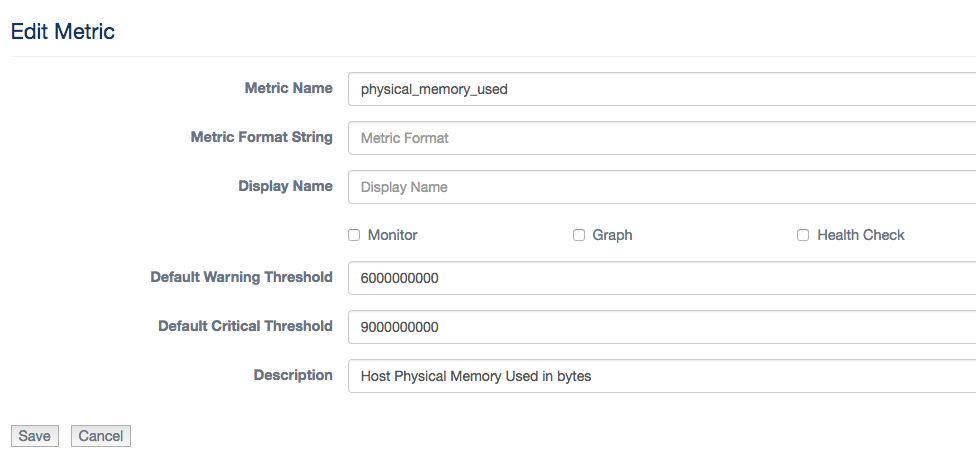 Edit Metric
Metric Name physical_memory_used
Metric Format String Metric Format
Display Name Display Name
Monitor Graph Health Check
Default Warning Threshold 6000000000
Default Critical Threshold 9000000000
Description Host Physical Memory Used in bytes
Save Cancel